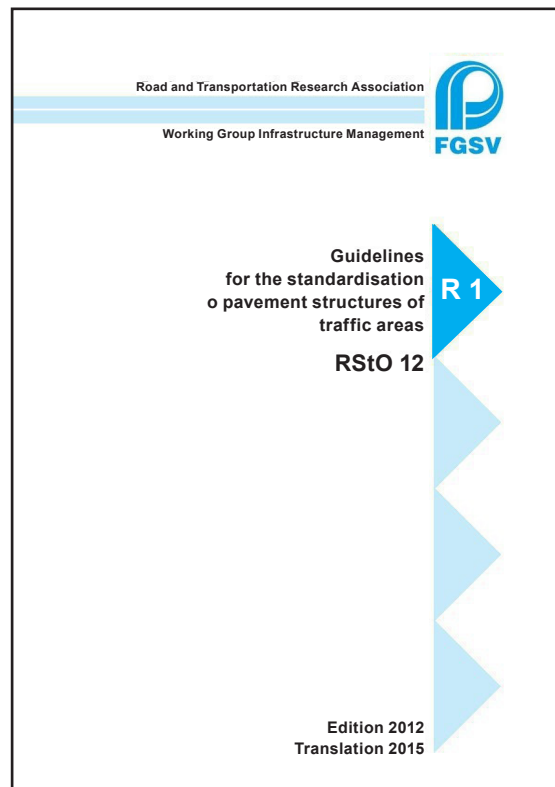 Road and Transportation Research Association
Working Group Infrastructure Management
FGSV
Guidelines
for the standardisation
o pavement structures of
traffic areas
R 1
RStO 12
Edition 2012
Translation 2015